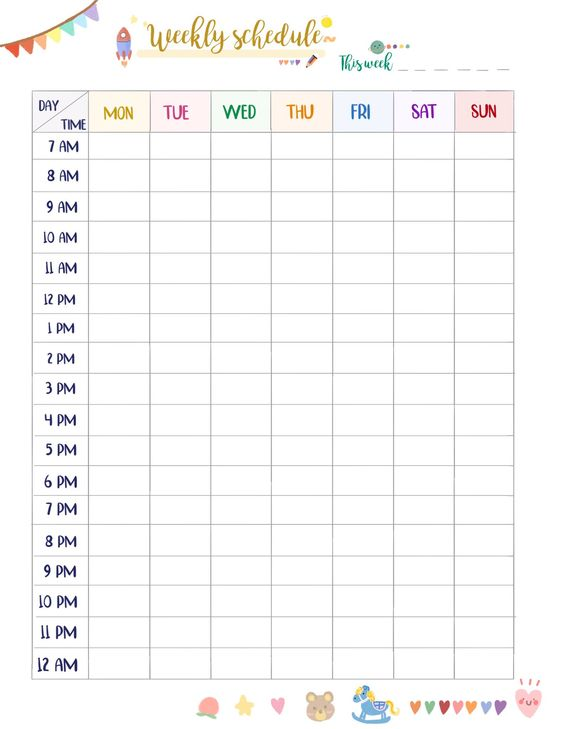 Weekly schedule
This week
DAY
TIME
MON TUE WED THU FRI SAT SUN
7 AM
8 AM
9 AM
10 AM
11 AM
12 PM
1 PM
2 PM
3 PM
4 PM
5 PM
6 PM
7 PM
8 PM
9 PM
10 PM
11 PM
12 AM